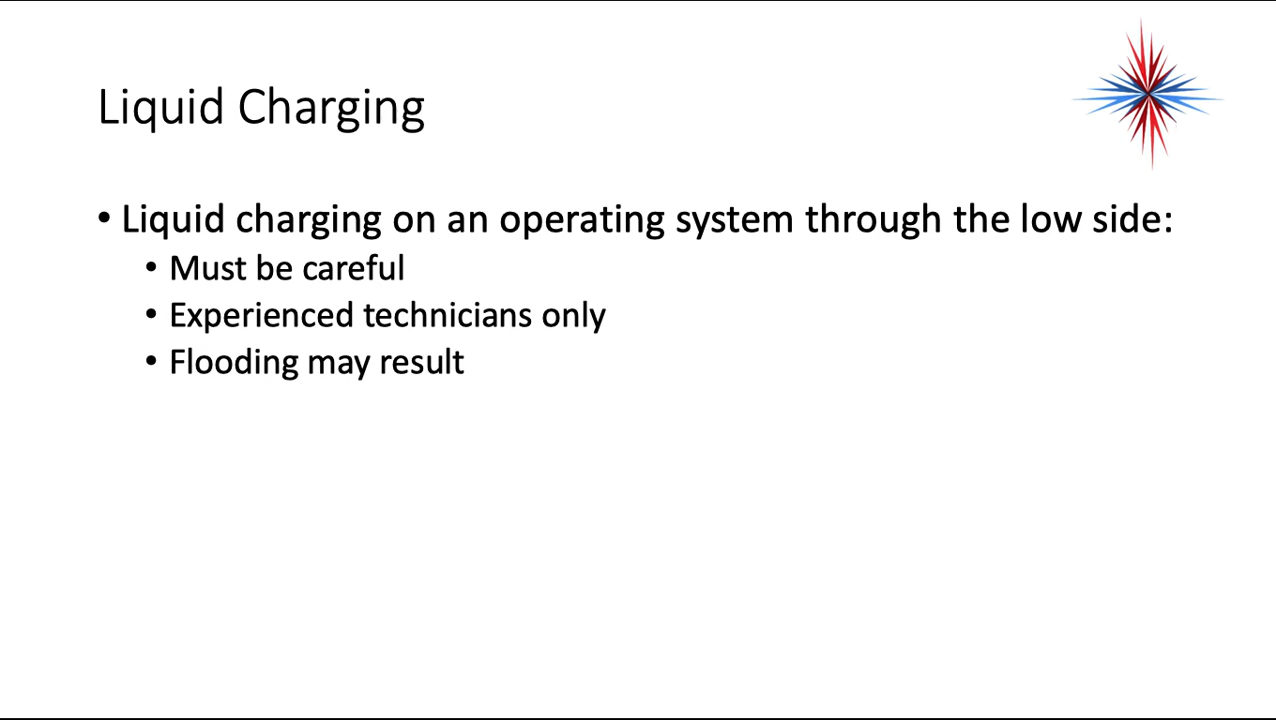 Liquid Charging
• Liquid charging on an operating system through the low side:
• Must be careful
• Experienced technicians only
• Flooding may result